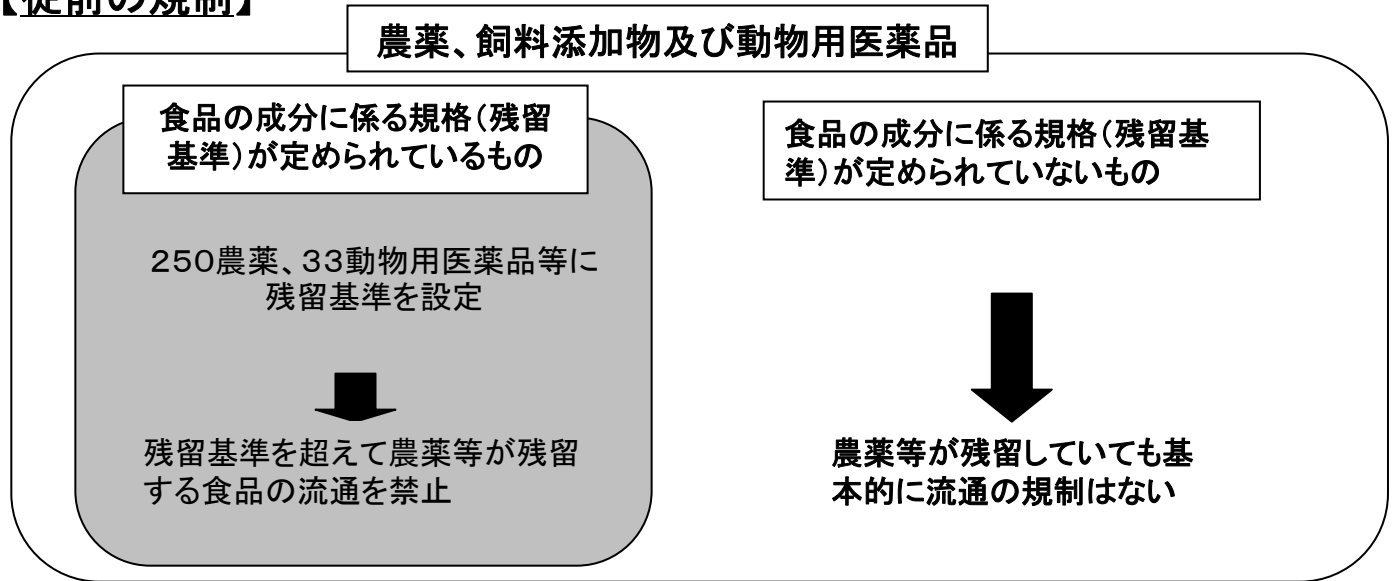 【従前の規制】
農薬、飼料添加物及び動物用医薬品
食品の成分に係る規格(残留
基準)が定められているもの
250農薬、33動物用医薬品等に
残留基準を設定
残留基準を超えて農薬等が残留
する食品の流通を禁止
食品の成分に係る規格(残留基
準)が定められていないもの
農薬等が残留していても基
本的に流通の規制はない